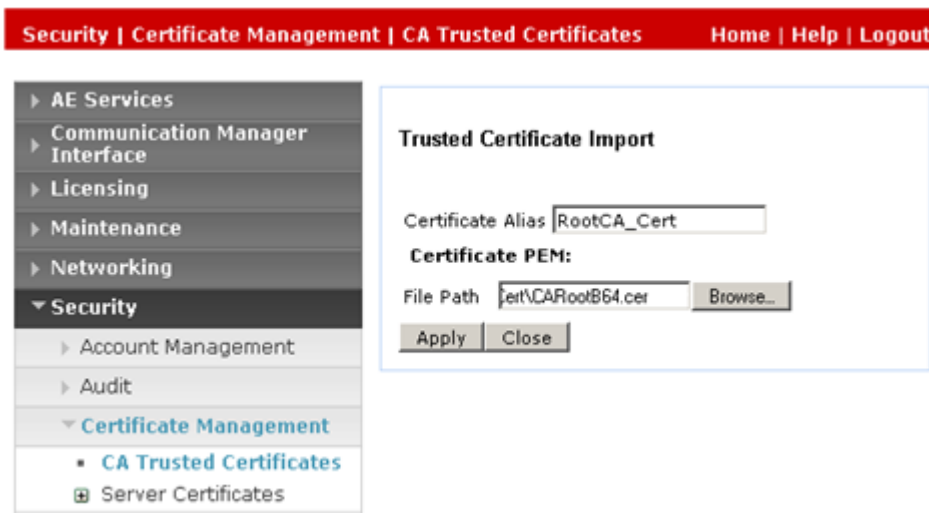 Security | Certificate Management | CA Trusted Certificates Home | Help | Logout
AE Services
Communication Manager
Interface
Licensing
Maintenance
Networking
Security
Account Management
Audit
Certificate Management
CA Trusted Certificates
Server Certificates
Trusted Certificate Import
Certificate Alias RootCA_Cert
Certificate PEM:
File Path Cert\CARootB64.cer Browse...
Apply Close